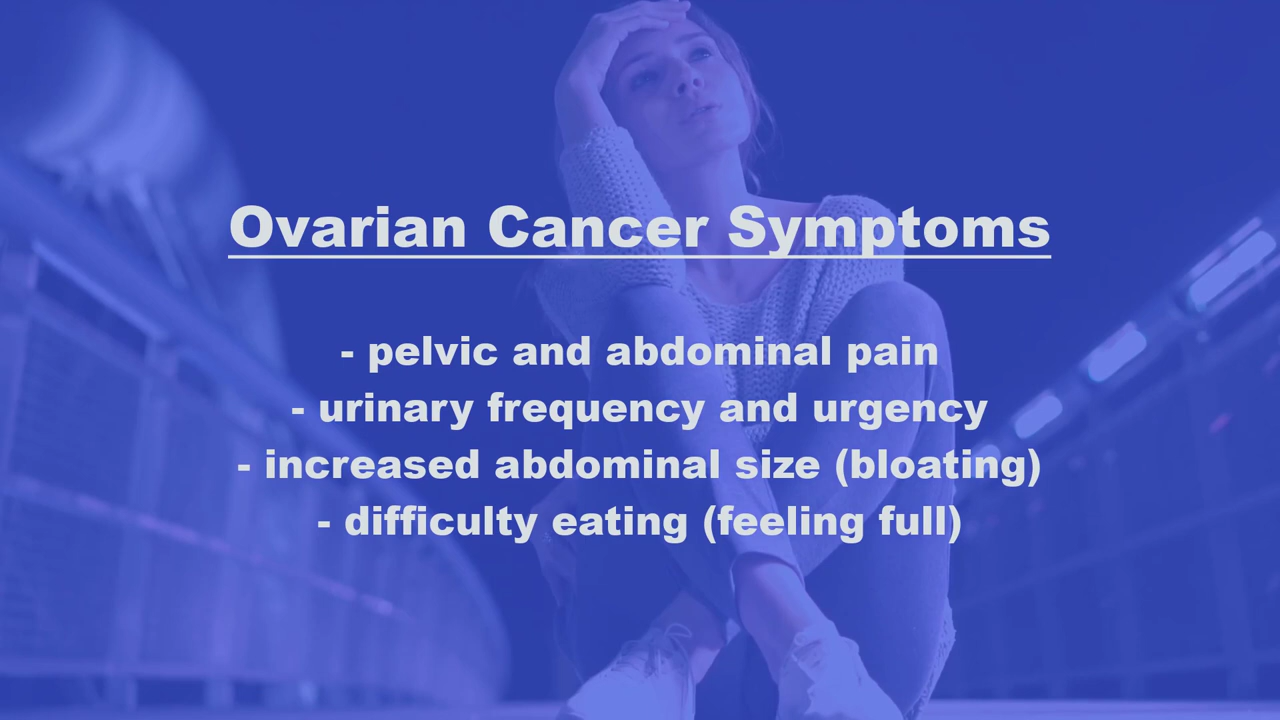 Ovarian Cancer Symptoms
- pelvic and abdominal pain
- urinary frequency and urgency
- increased abdominal size (bloating)
- difficulty eating (feeling full)